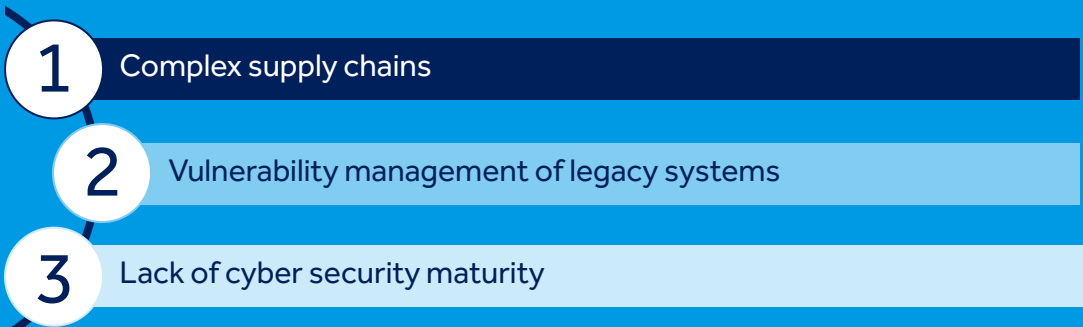 1 Complex supply chains
2 Vulnerability management of legacy systems
3 Lack of cyber security maturity